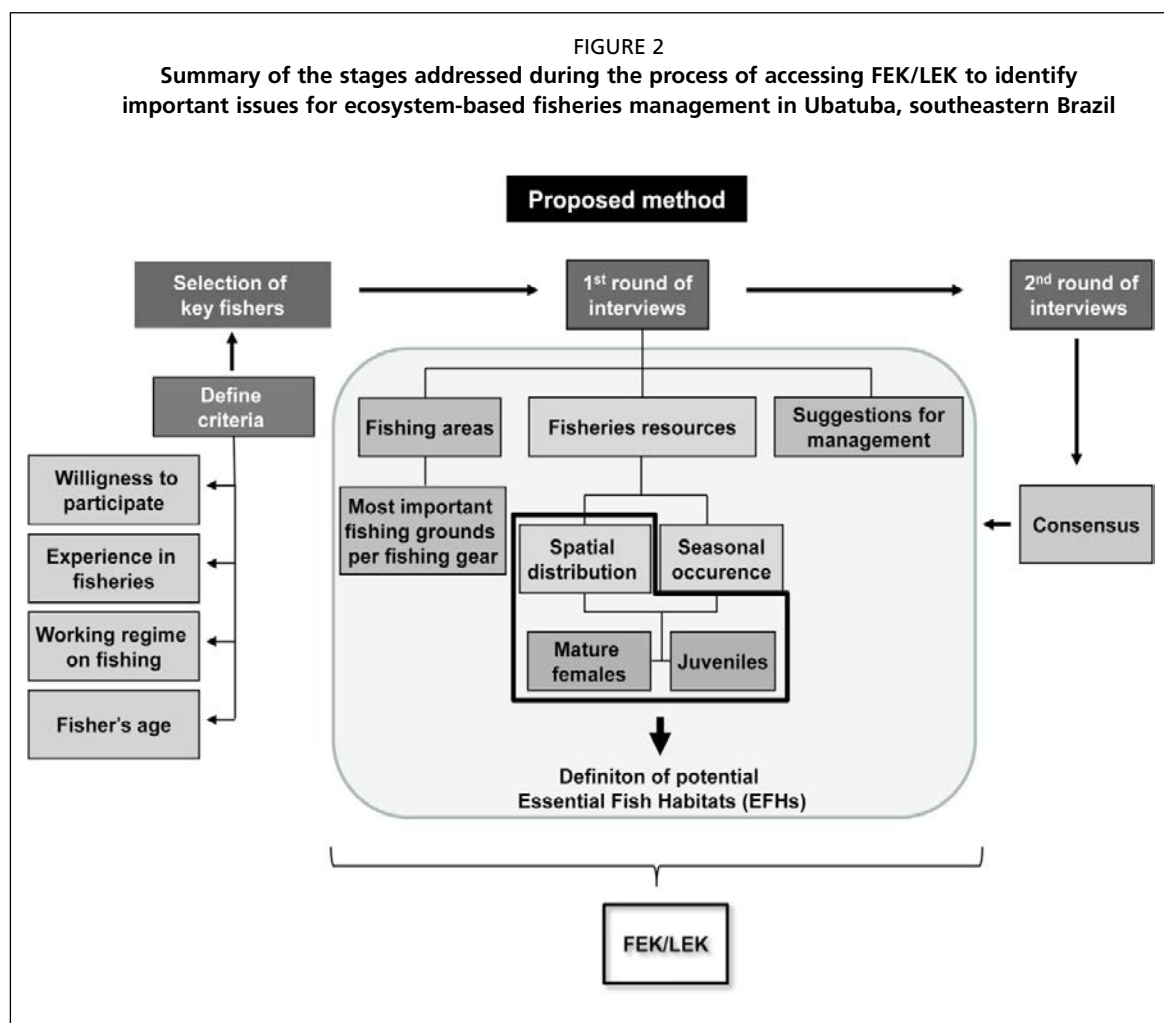 FIGURE 2
Summary of the stages addressed during the process of accessing FEK/LEK to identify
important issues for ecosystem-based fisheries management in Ubatuba, southeastern Brazil
Proposed method
Selection of
key fishers
1st round of
interviews
2nd round of
interviews
Define
criteria
Willigness to
participate
Experience in
fisheries
Working regime
on fishing
Fisher's age
Fishing areas
Fisheries resources
Suggestions for
management
Most important
fishing grounds
per fishing gear
Spatial
distribution
Seasonal
occurence
Mature
females
Juveniles
Consensus
Definiton of potential
Essential Fish Habitats (EFHs)
FEK/LEK